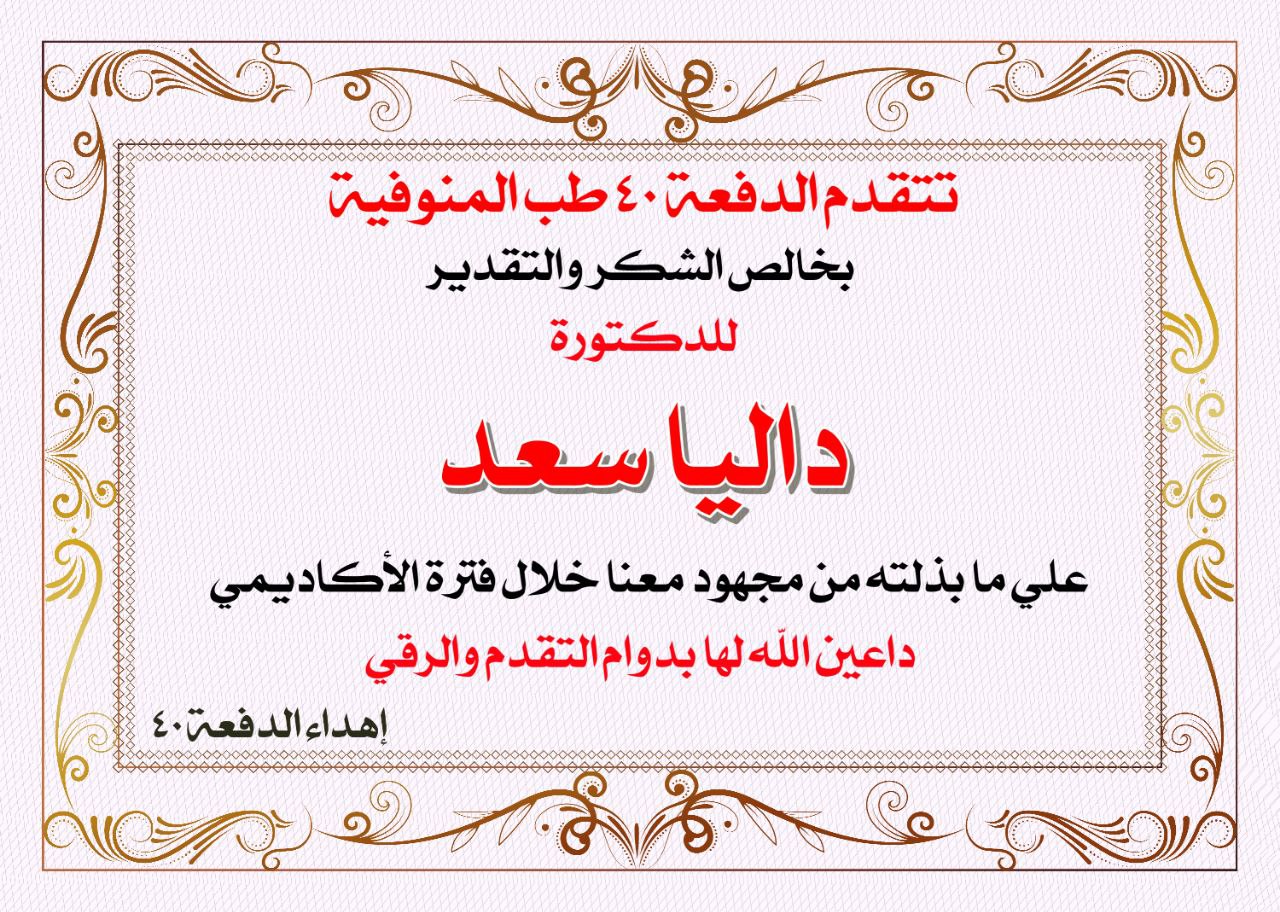 تتقدم الدفعة ٤٠ طب المنوفية
بخالص الشكر والتقدير
للدكتورة
داليا سعد
علي ما بذلته من مجهود معنا خلال فترة الأكاديمي
داعين الله لها بدوام التقدم والرقي
إهداء الدفعة ٤٠